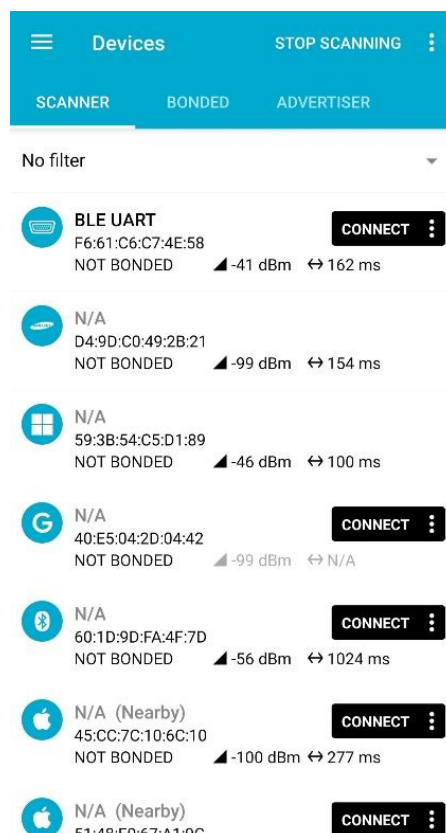 Devices STOP SCANNING
SCANNER BONDED ADVERTISER
No filter
BLE UART
F6:61:C6:C7:4E:58 CONNECT
NOT BONDED -41 dBm 162 ms
N/A
D4:9D:C0:49:2B:21
NOT BONDED -99 dBm 154 ms
N/A
59:3B:54:C5:D1:89
NOT BONDED -46 dBm 100 ms
N/A
40:E5:04:2D:04:42 CONNECT
NOT BONDED -99 dBm N/A
N/A
60:1D:9D:FA:4F:7D CONNECT
NOT BONDED -56 dBm 1024 ms
N/A (Nearby)
45:CC:7C:10:6C:10 CONNECT
NOT BONDED -100 dBm 277 ms
N/A (Nearby)
CONNECT